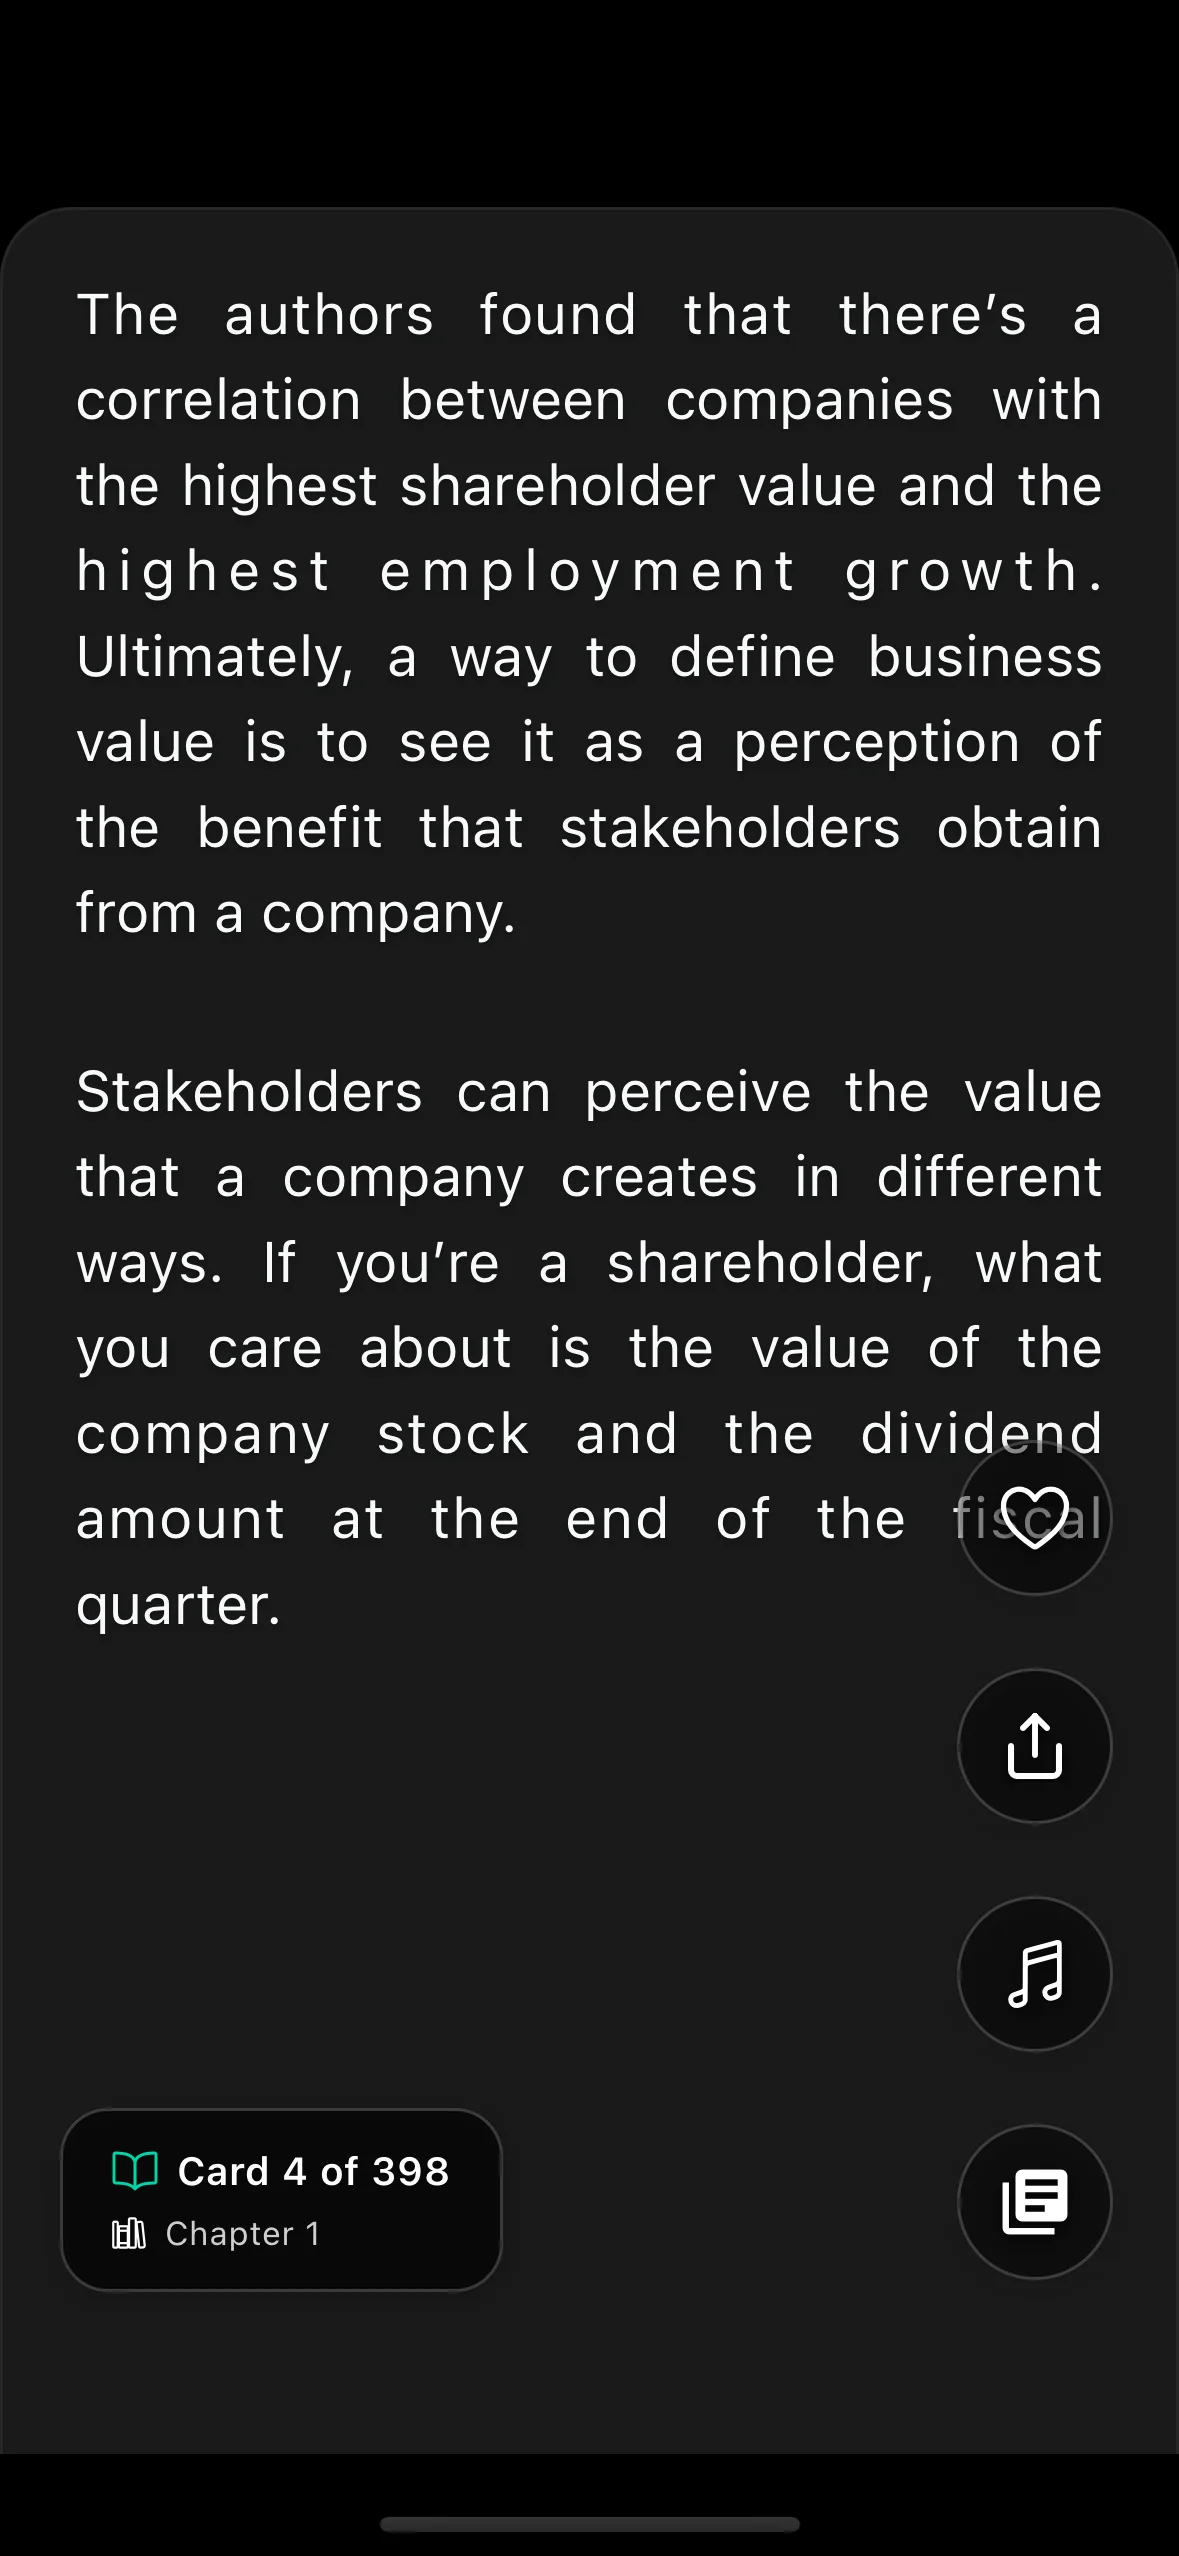 The authors found that there’s a
correlation between companies with
the highest shareholder value and the
highest employment growth.
Ultimately, a way to define business
value is to see it as a perception of
the benefit that stakeholders obtain
from a company.
Stakeholders can perceive the value
that a company creates in different
ways. If you’re a shareholder, what
you care about is the value of the
company stock and the dividend
amount at the end of the fiscal
quarter.
Card 4 of 398
Chapter 1